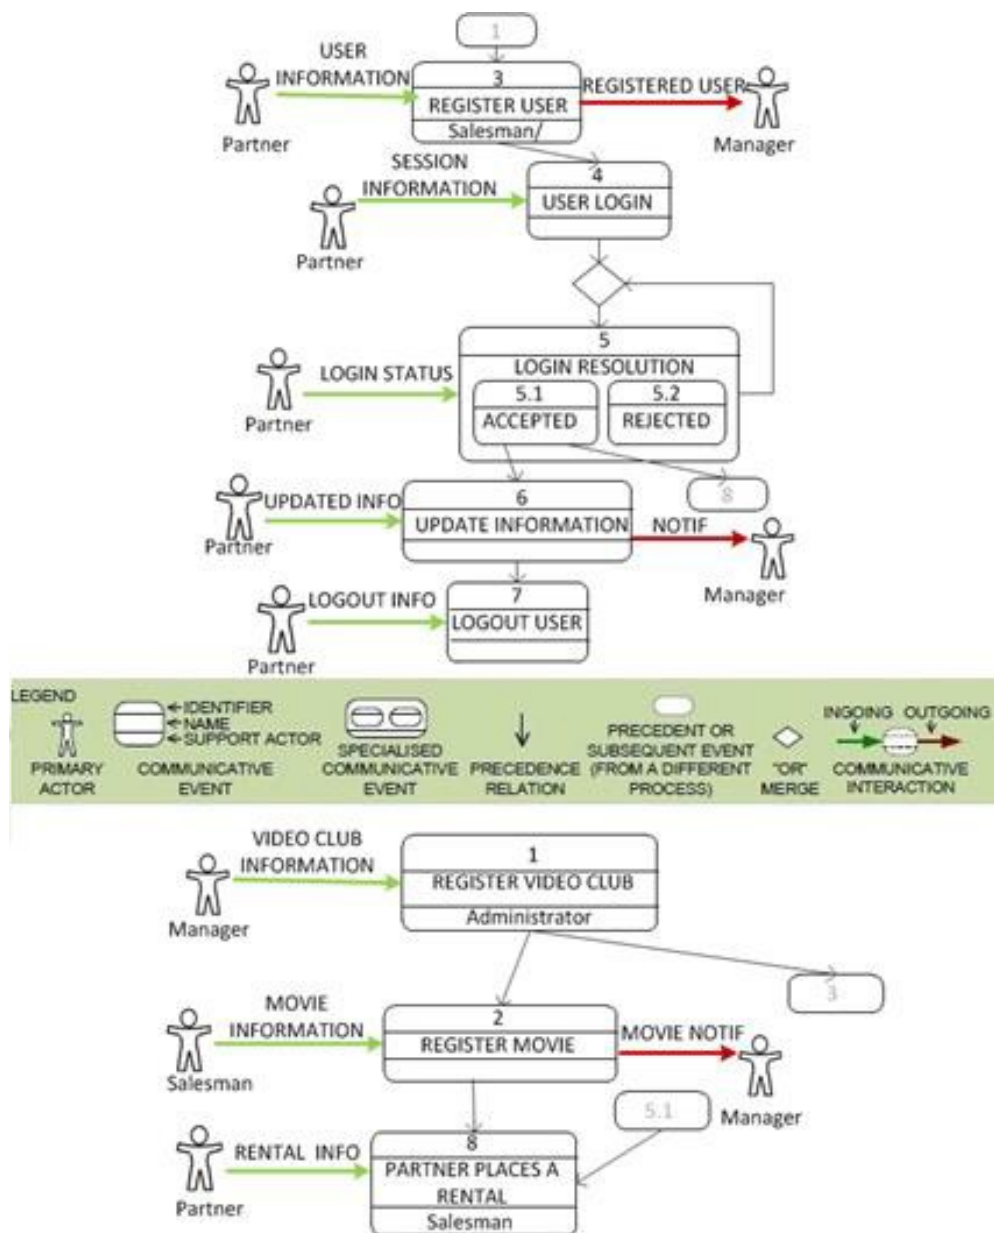 1
USER
INFORMATION
3
REGISTER USER
Salesman/
REGISTERED USER
Partner
Manager
SESSION
INFORMATION
4
USER LOGIN
Partner
5
LOGIN RESOLUTION
LOGIN STATUS
5.1
ACCEPTED
5.2
REJECTED
Partner
8
UPDATED INFO
6
UPDATE INFORMATION
NOTIF
Partner
Manager
LOGOUT INFO
7
LOGOUT USER
Partner
LEGEND
PRIMARY
ACTOR
IDENTIFIER
NAME
SUPPORT ACTOR
COMMUNICATIVE
EVENT
SPECIALISED
COMMUNICATIVE
EVENT
PRECEDENCE
RELATION
PRECEDENT OR
SUBSEQUENT EVENT
(FROM A DIFFERENT
PROCESS)
"OR"
MERGE
INGOING OUTGOING
COMMUNICATIVE
INTERACTION
VIDEO CLUB
INFORMATION
1
REGISTER VIDEO CLUB
Administrator
Manager
3
MOVIE
INFORMATION
2
REGISTER MOVIE
MOVIE NOTIF
Salesman
Manager
5.1
RENTAL INFO
8
PARTNER PLACES A
RENTAL
Salesman
Partner